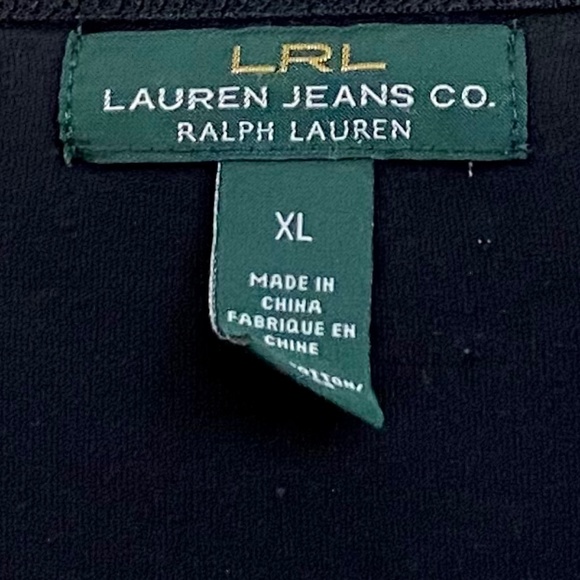 LRL
LAUREN JEANS CO.
RALPH LAUREN
XL
MADE IN
CHINA
FABRIQUE EN
CHINE